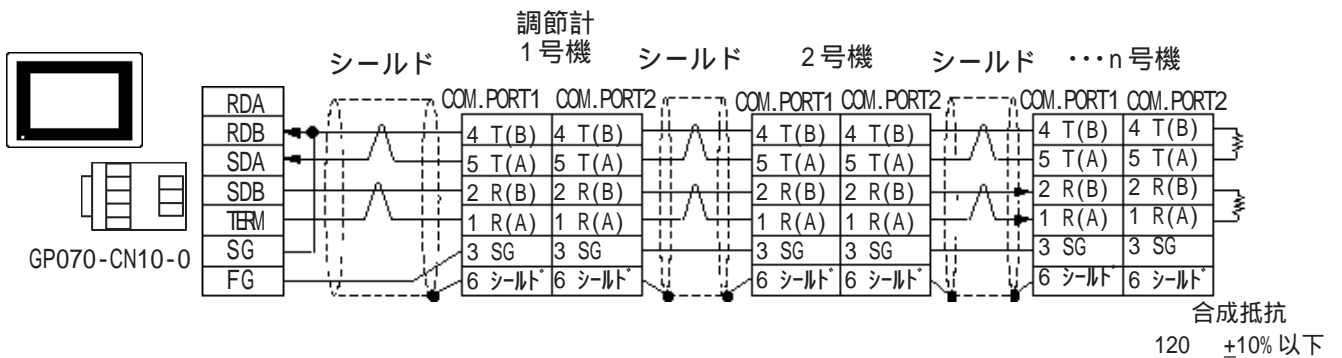 調節計
シールド 1号機 シールド 2号機 シールド ･･･n号機
COM.PORT1 COM.PORT2 COM.PORT1 COM.PORT2 COM.PORT1 COM.PORT2
RDA
RDB 4 T(B) 4 T(B) 4 T(B) 4 T(B) 4 T(B) 4 T(B)
SDA 5 T(A) 5 T(A) 5 T(A) 5 T(A) 5 T(A) 5 T(A)
SDB 2 R(B) 2 R(B) 2 R(B) 2 R(B) 2 R(B) 2 R(B)
TERM 1 R(A) 1 R(A) 1 R(A) 1 R(A) 1 R(A) 1 R(A)
SG 3 SG 3 SG 3 SG 3 SG 3 SG 3 SG
FG 6 ｼｰﾙﾄﾞ 6 ｼｰﾙﾄﾞ 6 ｼｰﾙﾄﾞ 6 ｼｰﾙﾄﾞ 6 ｼｰﾙﾄﾞ 6 ｼｰﾙﾄﾞ
GP070-CN10-0
合成抵抗
120 ±10%以下